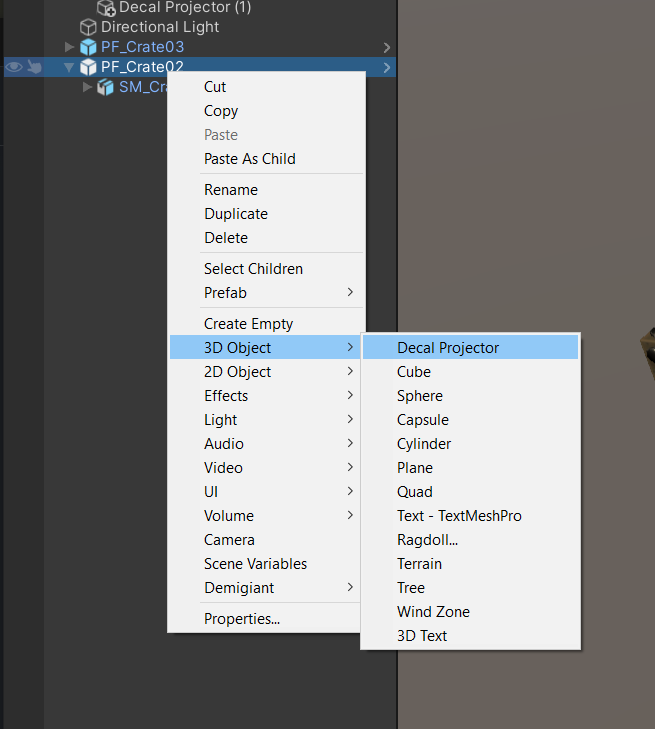 Decal Projector (1)
Directional Light
PF_Crate03
PF_Crate02
SM_Cra
Cut
Copy
Paste
Paste As Child
Rename
Duplicate
Delete
Select Children
Prefab
Create Empty
3D Object
2D Object
Effects
Light
Audio
Video
UI
Volume
Camera
Scene Variables
Demigiant
Properties...
Decal Projector
Cube
Sphere
Capsule
Cylinder
Plane
Quad
Text - TextMeshPro
Ragdoll...
Terrain
Tree
Wind Zone
3D Text